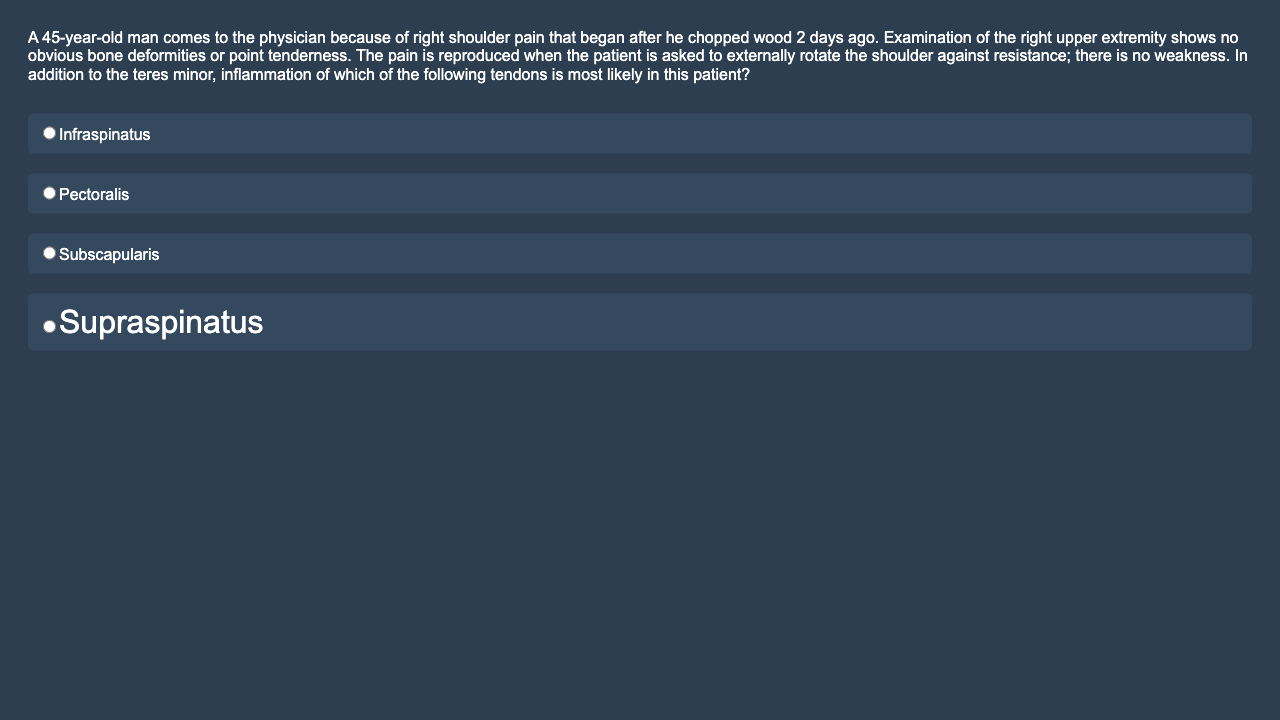 A 45-year-old man comes to the physician because of right shoulder pain that began after he chopped wood 2 days ago. Examination of the right upper extremity shows no
obvious bone deformities or point tenderness. The pain is reproduced when the patient is asked to externally rotate the shoulder against resistance; there is no weakness. In
addition to the teres minor, inflammation of which of the following tendons is most likely in this patient?
Infraspinatus
Pectoralis
Subscapularis
Supraspinatus